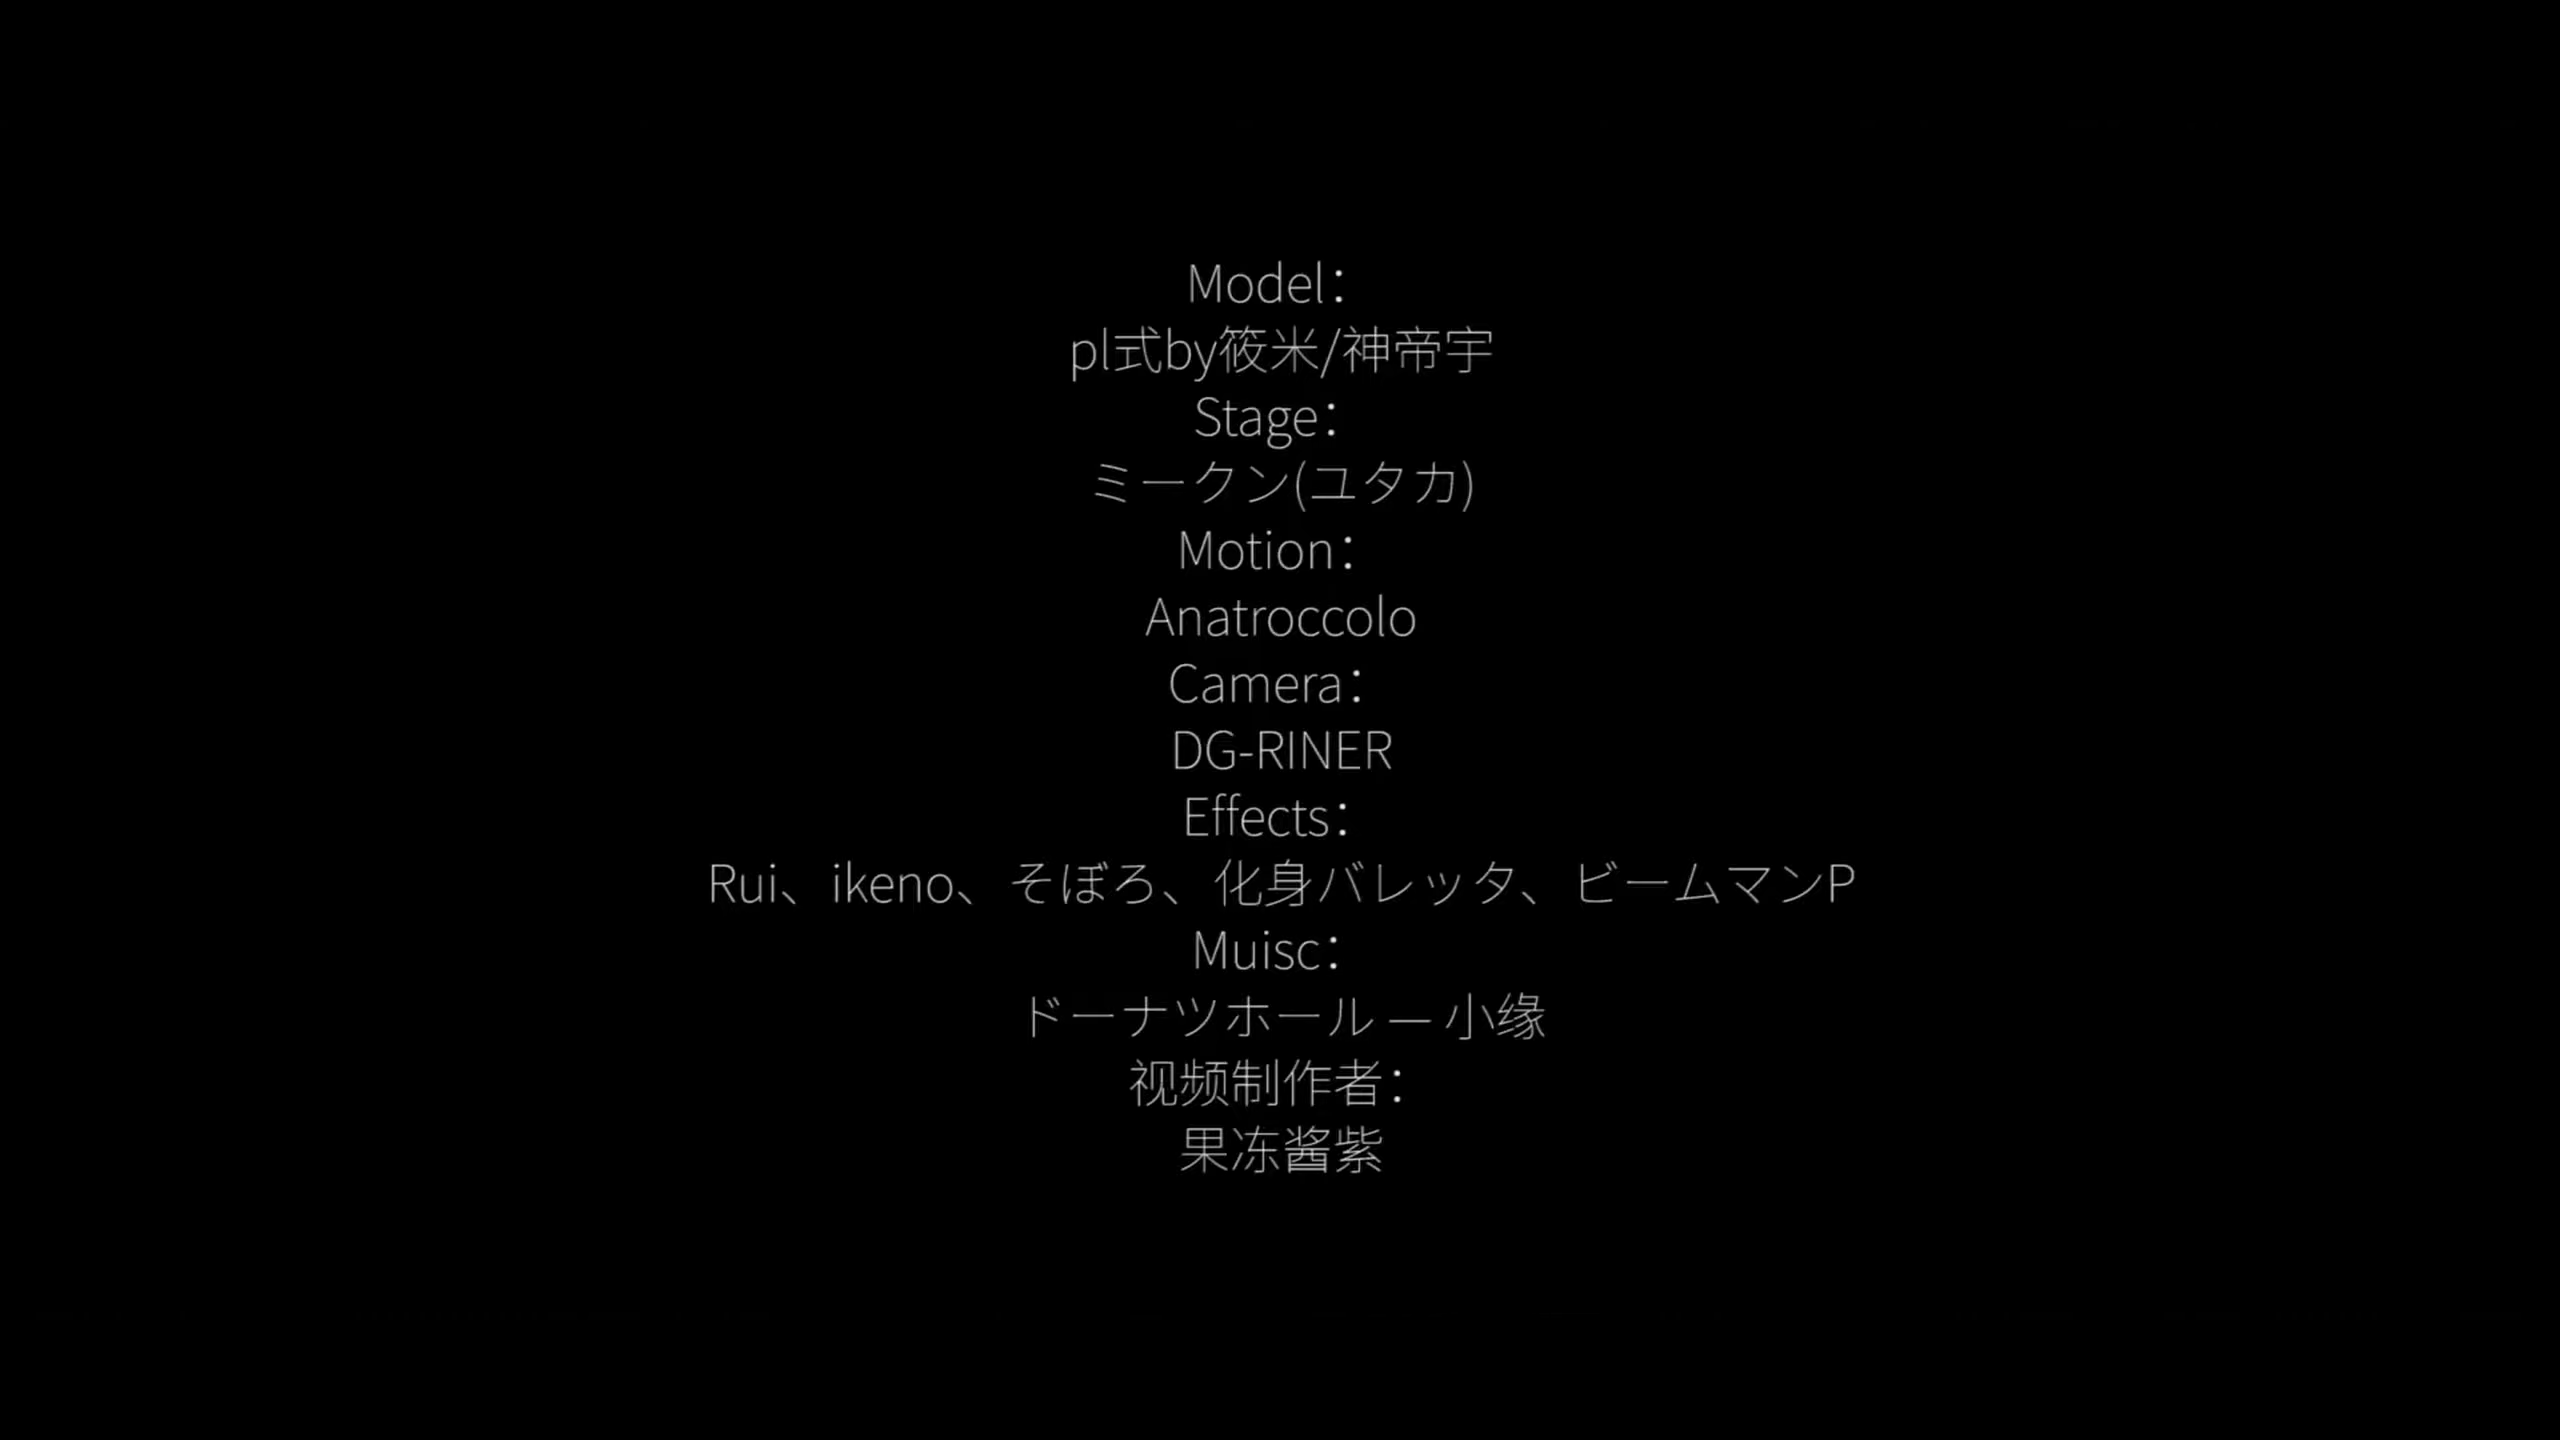 Model：
pl式by筱米/神帝宇
Stage：
ミークン(ユタカ)
Motion：
Anatroccolo
Camera：
DG-RINER
Effects：
Rui、ikeno、そぼろ、化身バレッタ、ビームマンP
Muisc：
ドーナツホール — 小缘
视频制作者：
果冻酱紫